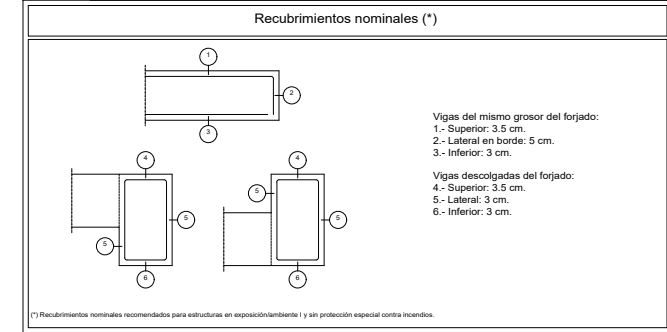 Recubrimientos nominales (*)
1
2
3
4
5
5
6
4
5
5
6
Vigas del mismo grosor del forjado:
1.- Superior: 3.5 cm.
2.- Lateral en borde: 5 cm.
3.- Inferior: 3 cm.
Vigas descolgadas del forjado:
4.- Superior: 3.5 cm.
5.- Lateral: 3 cm.
6.- Inferior: 3 cm.
(*) Recubrimientos nominales recomendados para estructuras en exposición/ambiente I y sin protección especial contra incendios.